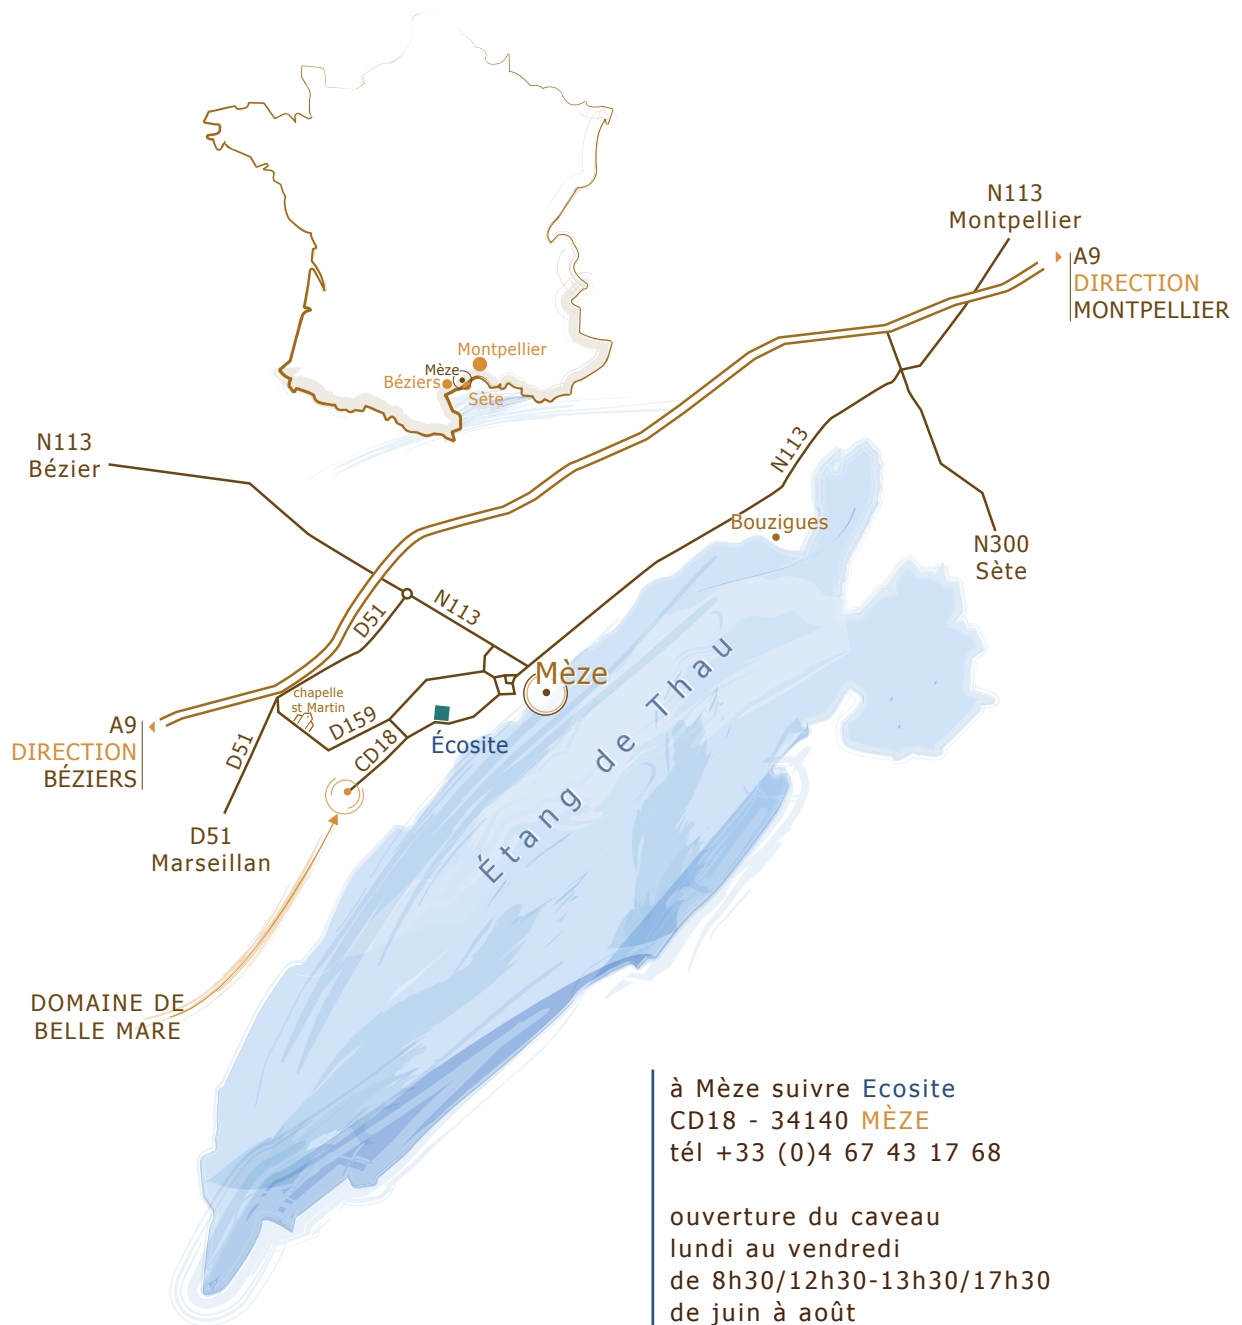 N113
Montpellier
A9
DIRECTION
MONTPELLIER
Montpellier
Mèze
Béziers
Sète
N113
Bézier
N113
Bouzigues
N300
Sète
D51
N113
Mèze
chapelle
st Martin
A9
DIRECTION
BÉZIERS
D51
D159
CD18
Écosite
Étang de Thau
D51
Marseillan
DOMAINE DE
BELLE MARE
à Mèze suivre Ecosite
CD18 - 34140 MÈZE
tél +33 (0)4 67 43 17 68
ouverture du caveau
lundi au vendredi
de 8h30/12h30-13h30/17h30
de juin à août